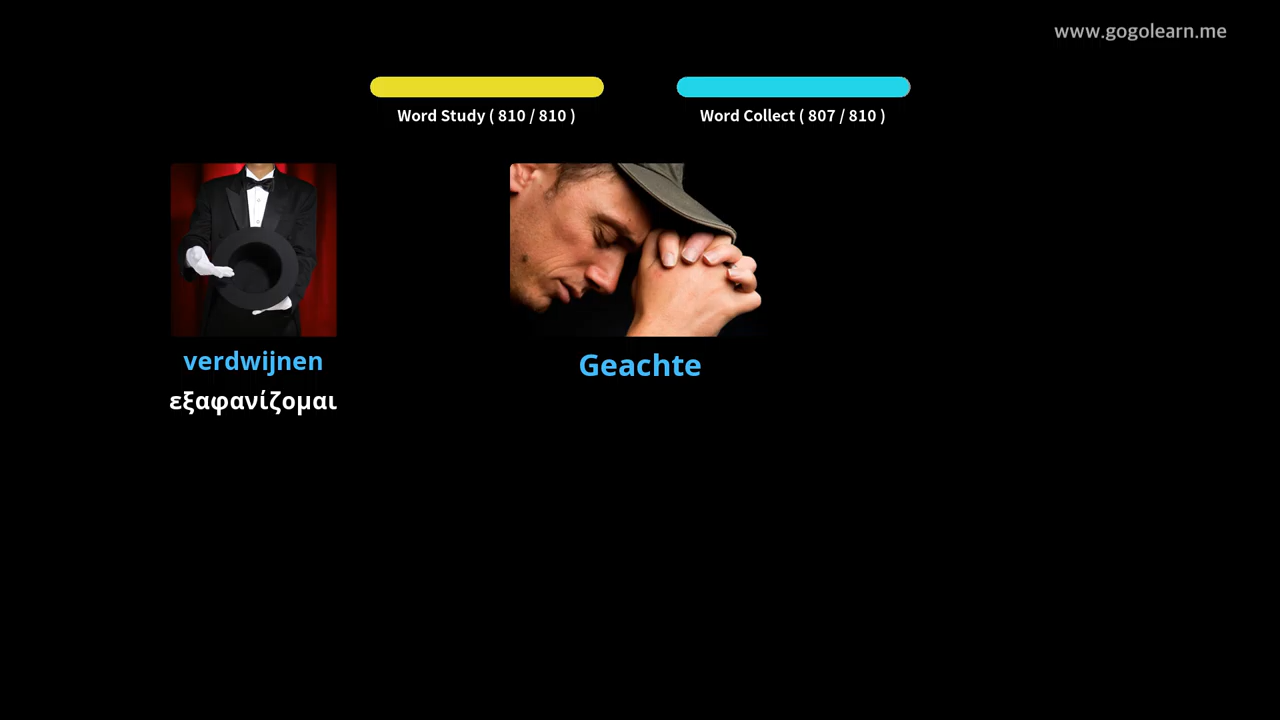 www.gogolearn.me
Word Study ( 810 / 810 )
Word Collect ( 807 / 810 )
verdwijnen
εξαφανίζομαι
Geachte